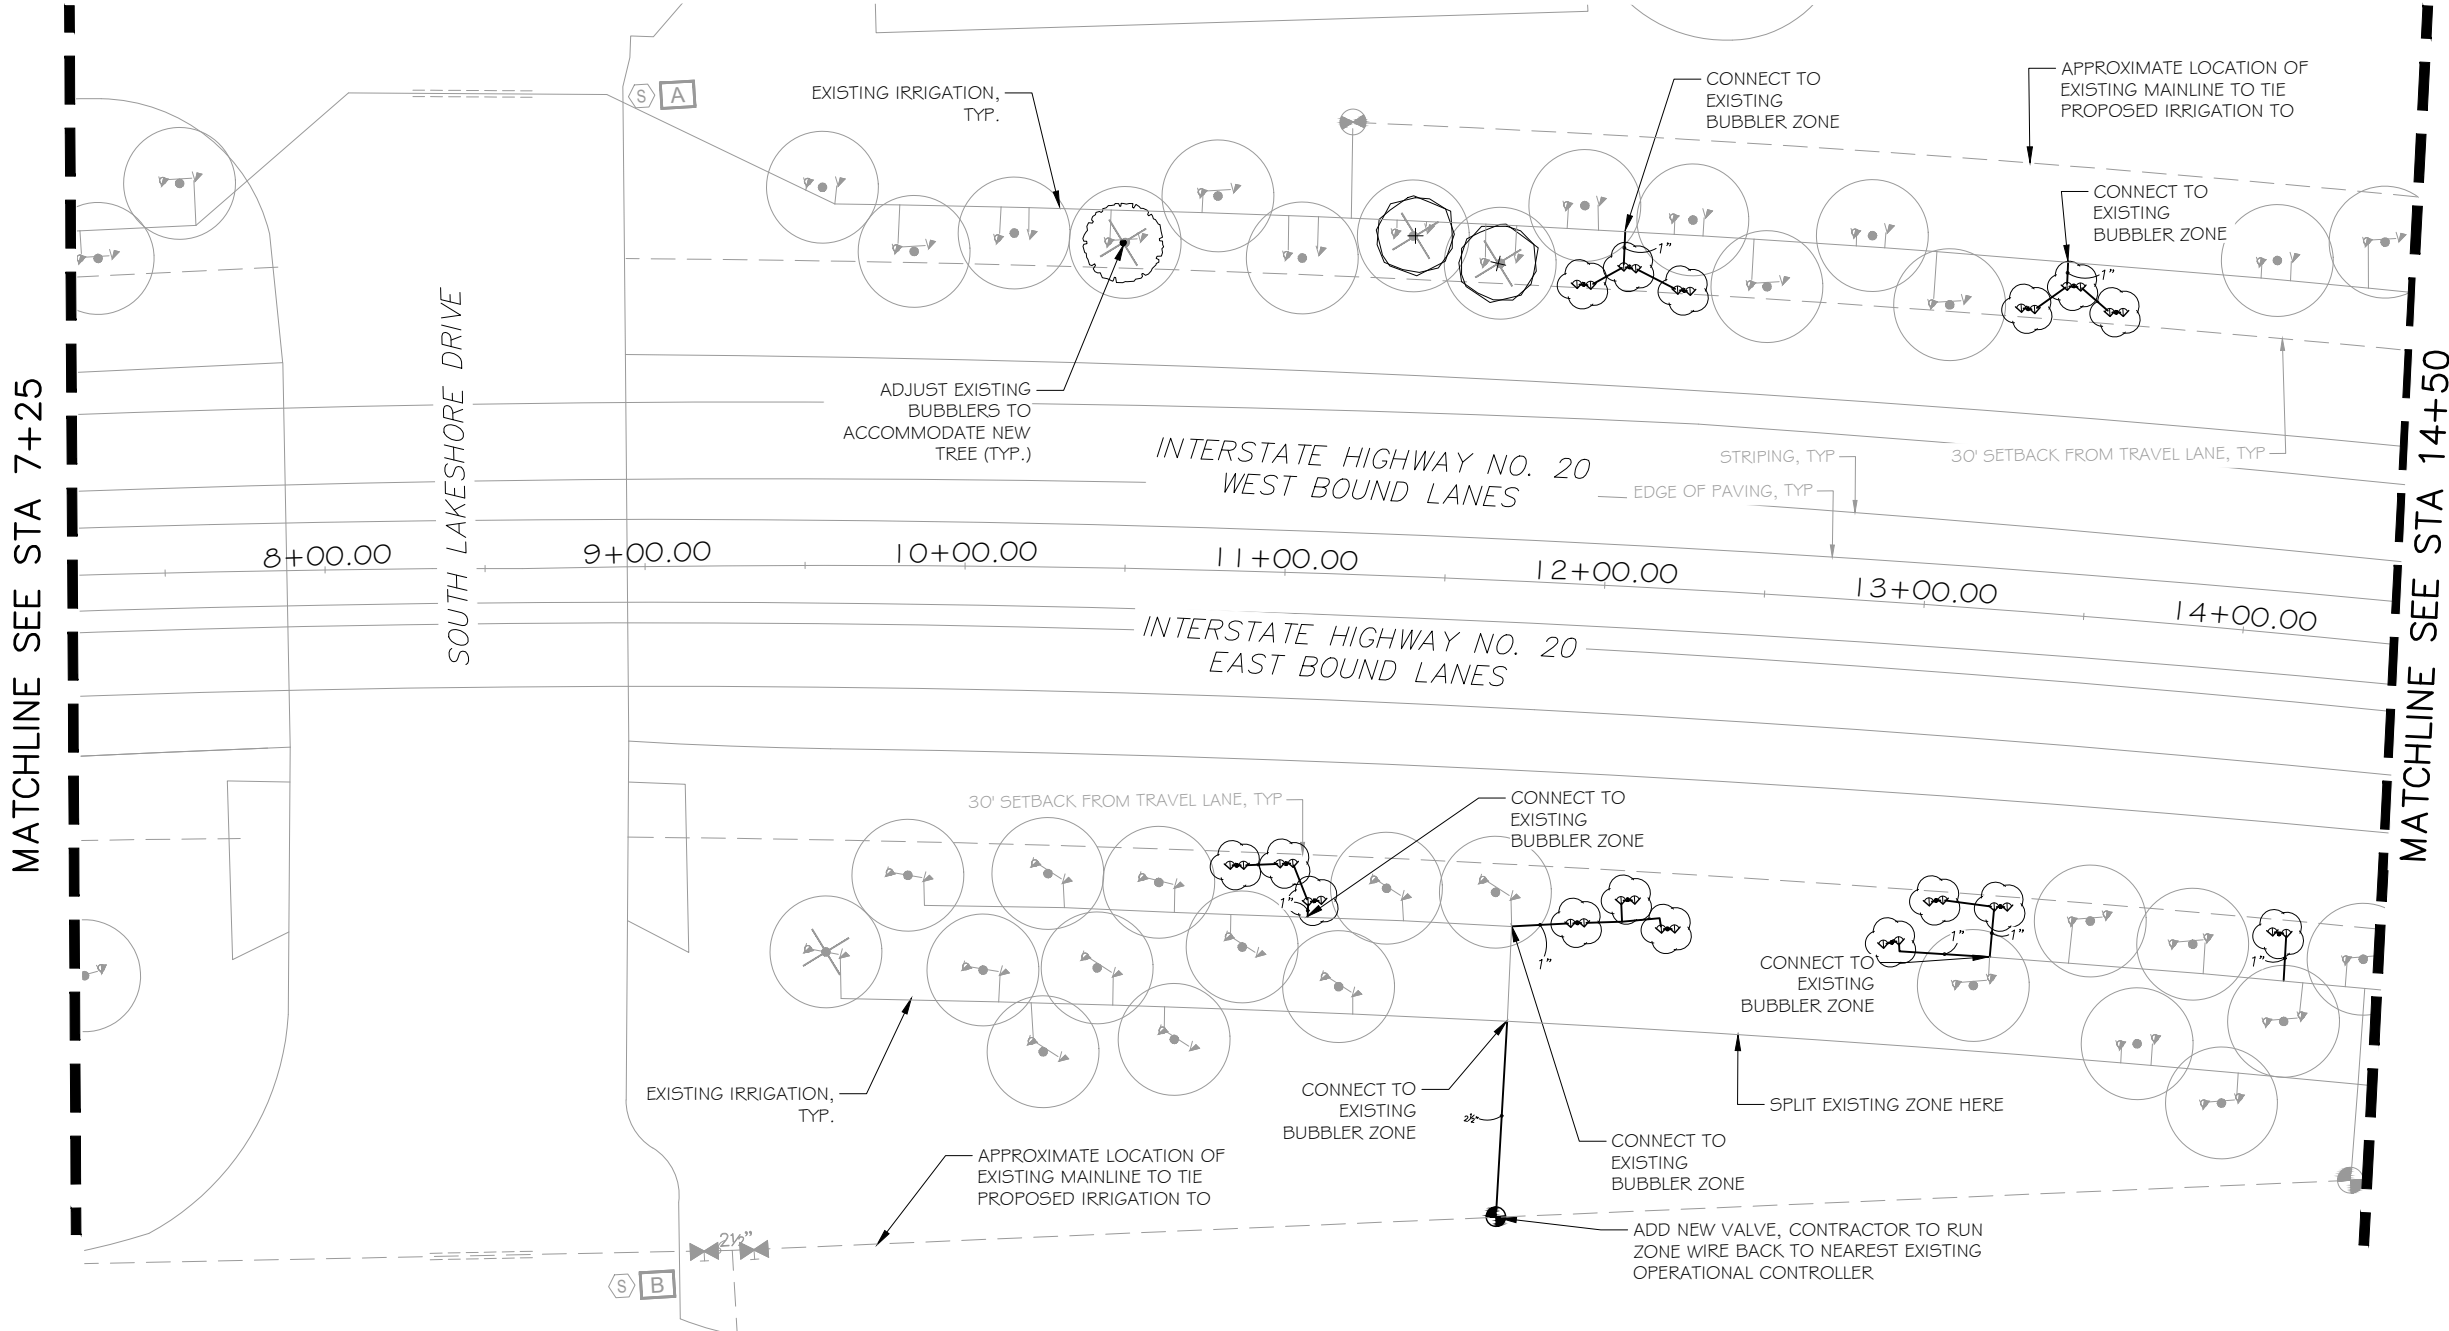 MATCHLINE SEE STA 7+25
MATCHLINE SEE STA 14+50
SOUTH LAKESHORE DRIVE
S
A
EXISTING IRRIGATION,
TYP.
CONNECT TO
EXISTING
BUBBLER ZONE
APPROXIMATE LOCATION OF
EXISTING MAINLINE TO TIE
PROPOSED IRRIGATION TO
CONNECT TO
EXISTING
BUBBLER ZONE
1"
1"
ADJUST EXISTING
BUBBLERS TO
ACCOMMODATE NEW
TREE (TYP.)
INTERSTATE HIGHWAY NO. 20
WEST BOUND LANES
STRIPING, TYP
30' SETBACK FROM TRAVEL LANE, TYP
EDGE OF PAVING, TYP
8+00.00
9+00.00
10+00.00
11+00.00
12+00.00
13+00.00
14+00.00
INTERSTATE HIGHWAY NO. 20
EAST BOUND LANES
30' SETBACK FROM TRAVEL LANE, TYP
CONNECT TO
EXISTING
BUBBLER ZONE
1"
1"
1"
1"
1"
CONNECT TO
EXISTING
BUBBLER ZONE
EXISTING IRRIGATION,
TYP.
CONNECT TO
EXISTING
BUBBLER ZONE
2½"
SPLIT EXISTING ZONE HERE
CONNECT TO
EXISTING
BUBBLER ZONE
APPROXIMATE LOCATION OF
EXISTING MAINLINE TO TIE
PROPOSED IRRIGATION TO
ADD NEW VALVE, CONTRACTOR TO RUN
ZONE WIRE BACK TO NEAREST EXISTING
OPERATIONAL CONTROLLER
2½"
S
B